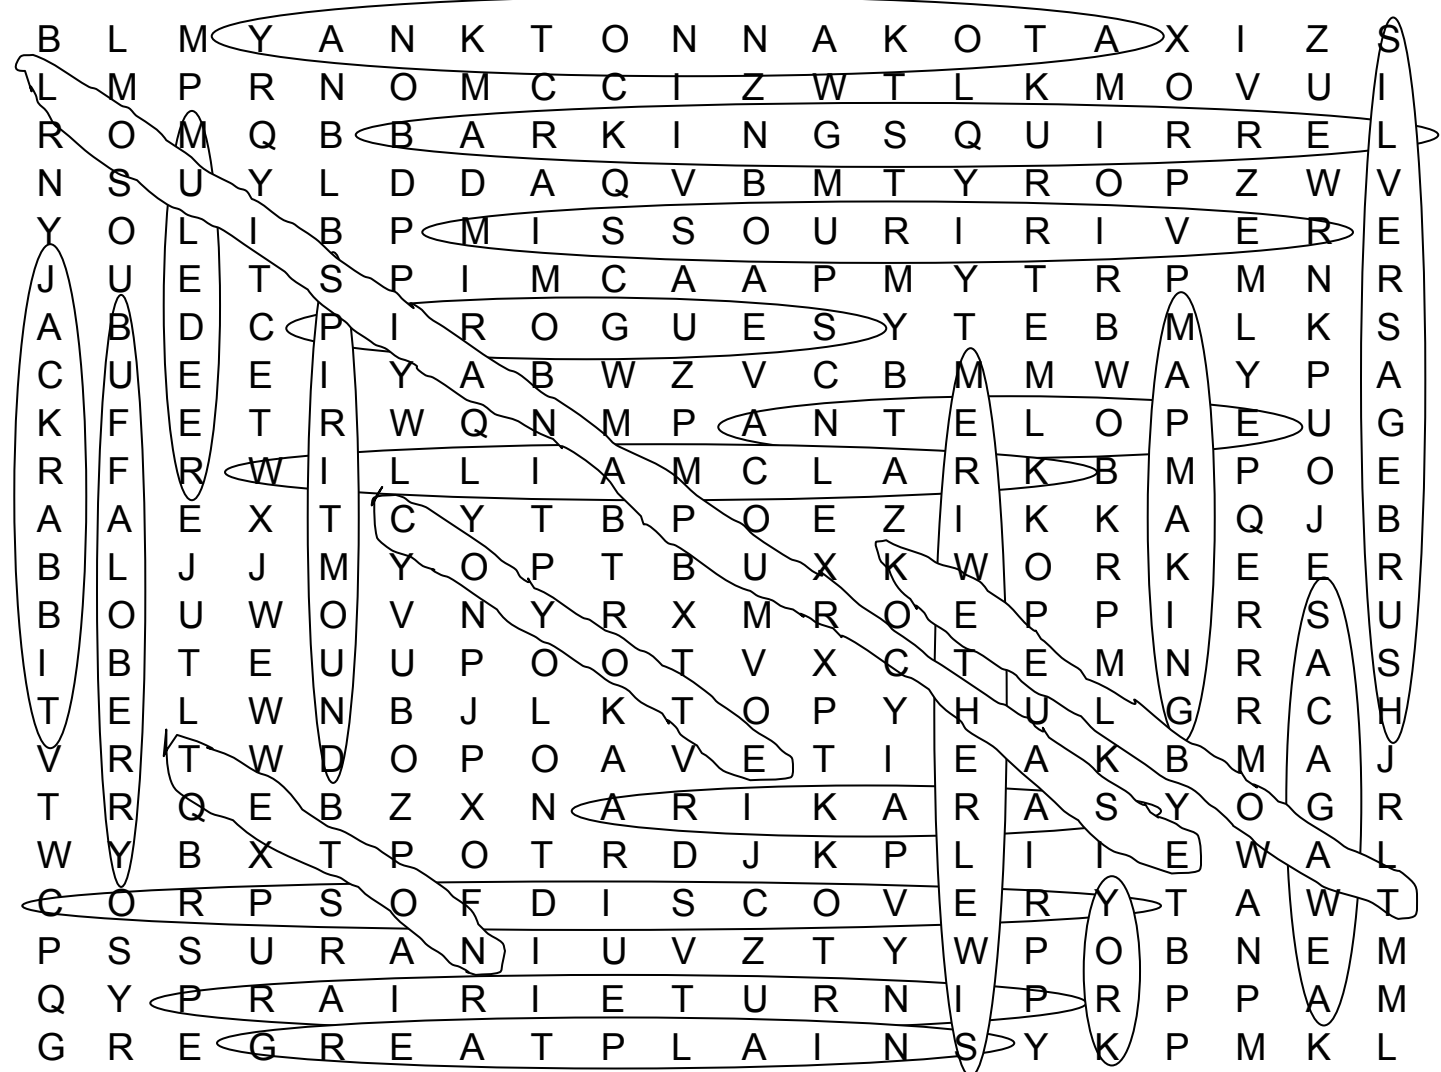 B L M Y A N K T O N N A K O T A X I Z S
L M P R N O M C C I Z W T L K M O V U I
R O M Q B B A R K I N G S Q U I R R E L
N S U Y L D D A Q V B M T Y R O P Z W V
Y O L I B P M I S S O U R I R I V E R E
J U E T S P I M C A A P M Y T R P M N R
A B D C P I R O G U E S Y T E B M L K S
C U E E I Y A B W Z V C B M M W A Y P A
K F E T R W Q N M P A N T E L O P E U G
R F R W I L L I A M C L A R K B M P O E
A A E X T C Y T B P O E Z I K K A Q J B
B L J J M Y O P T B U X K W O R K E E R
B O U W O V N Y R X M R O E P P I R S U
I B T E U U P O O T V X C T E M N R A S
T E L W N B J L K T O P Y H U L G R C H
V R T W D O P O A V E T I E A K B M A J
T R Q E B Z X N A R I K A R A S Y O G R
W Y B X T P O T R D J K P L I I E W A L
C O R P S O F D I S C O V E R Y T A W T
P S S U R A N I U V Z T Y W P O B N E M
Q Y P R A I R I E T U R N I P R P P A M
G R E G R E A T P L A I N S Y K P M K L